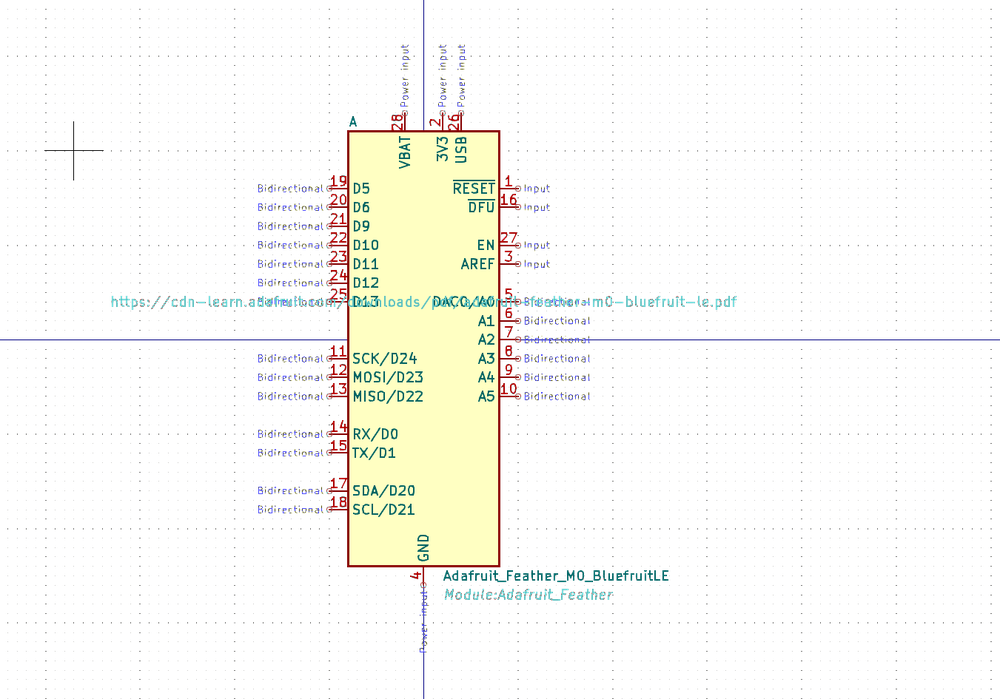 Power input Power input Power input
A 28 2 26
VBAT 3V3 USB
Bidirectional 19 D5 RESET 1 Input
Bidirectional 20 D6 DFU 16 Input
Bidirectional 21 D9
Bidirectional 22 D10 EN 27 Input
Bidirectional 23 D11 AREF 3 Input
Bidirectional 24 D12
Bidirectional 25 D13 DAC0/A0 5 Bidirectional
https://cdn-learn.adafruit.com/downloads/pdf/adafruit-feather-m0-bluefruit-le.pdf
A1 6 Bidirectional
A2 7 Bidirectional
Bidirectional 11 SCK/D24 A3 8 Bidirectional
Bidirectional 12 MOSI/D23 A4 9 Bidirectional
Bidirectional 13 MISO/D22 A5 10 Bidirectional
Bidirectional 14 RX/D0
Bidirectional 15 TX/D1
Bidirectional 17 SDA/D20
Bidirectional 18 SCL/D21
GND
4 Adafruit_Feather_M0_BluefruitLE
Module:Adafruit_Feather
Power input